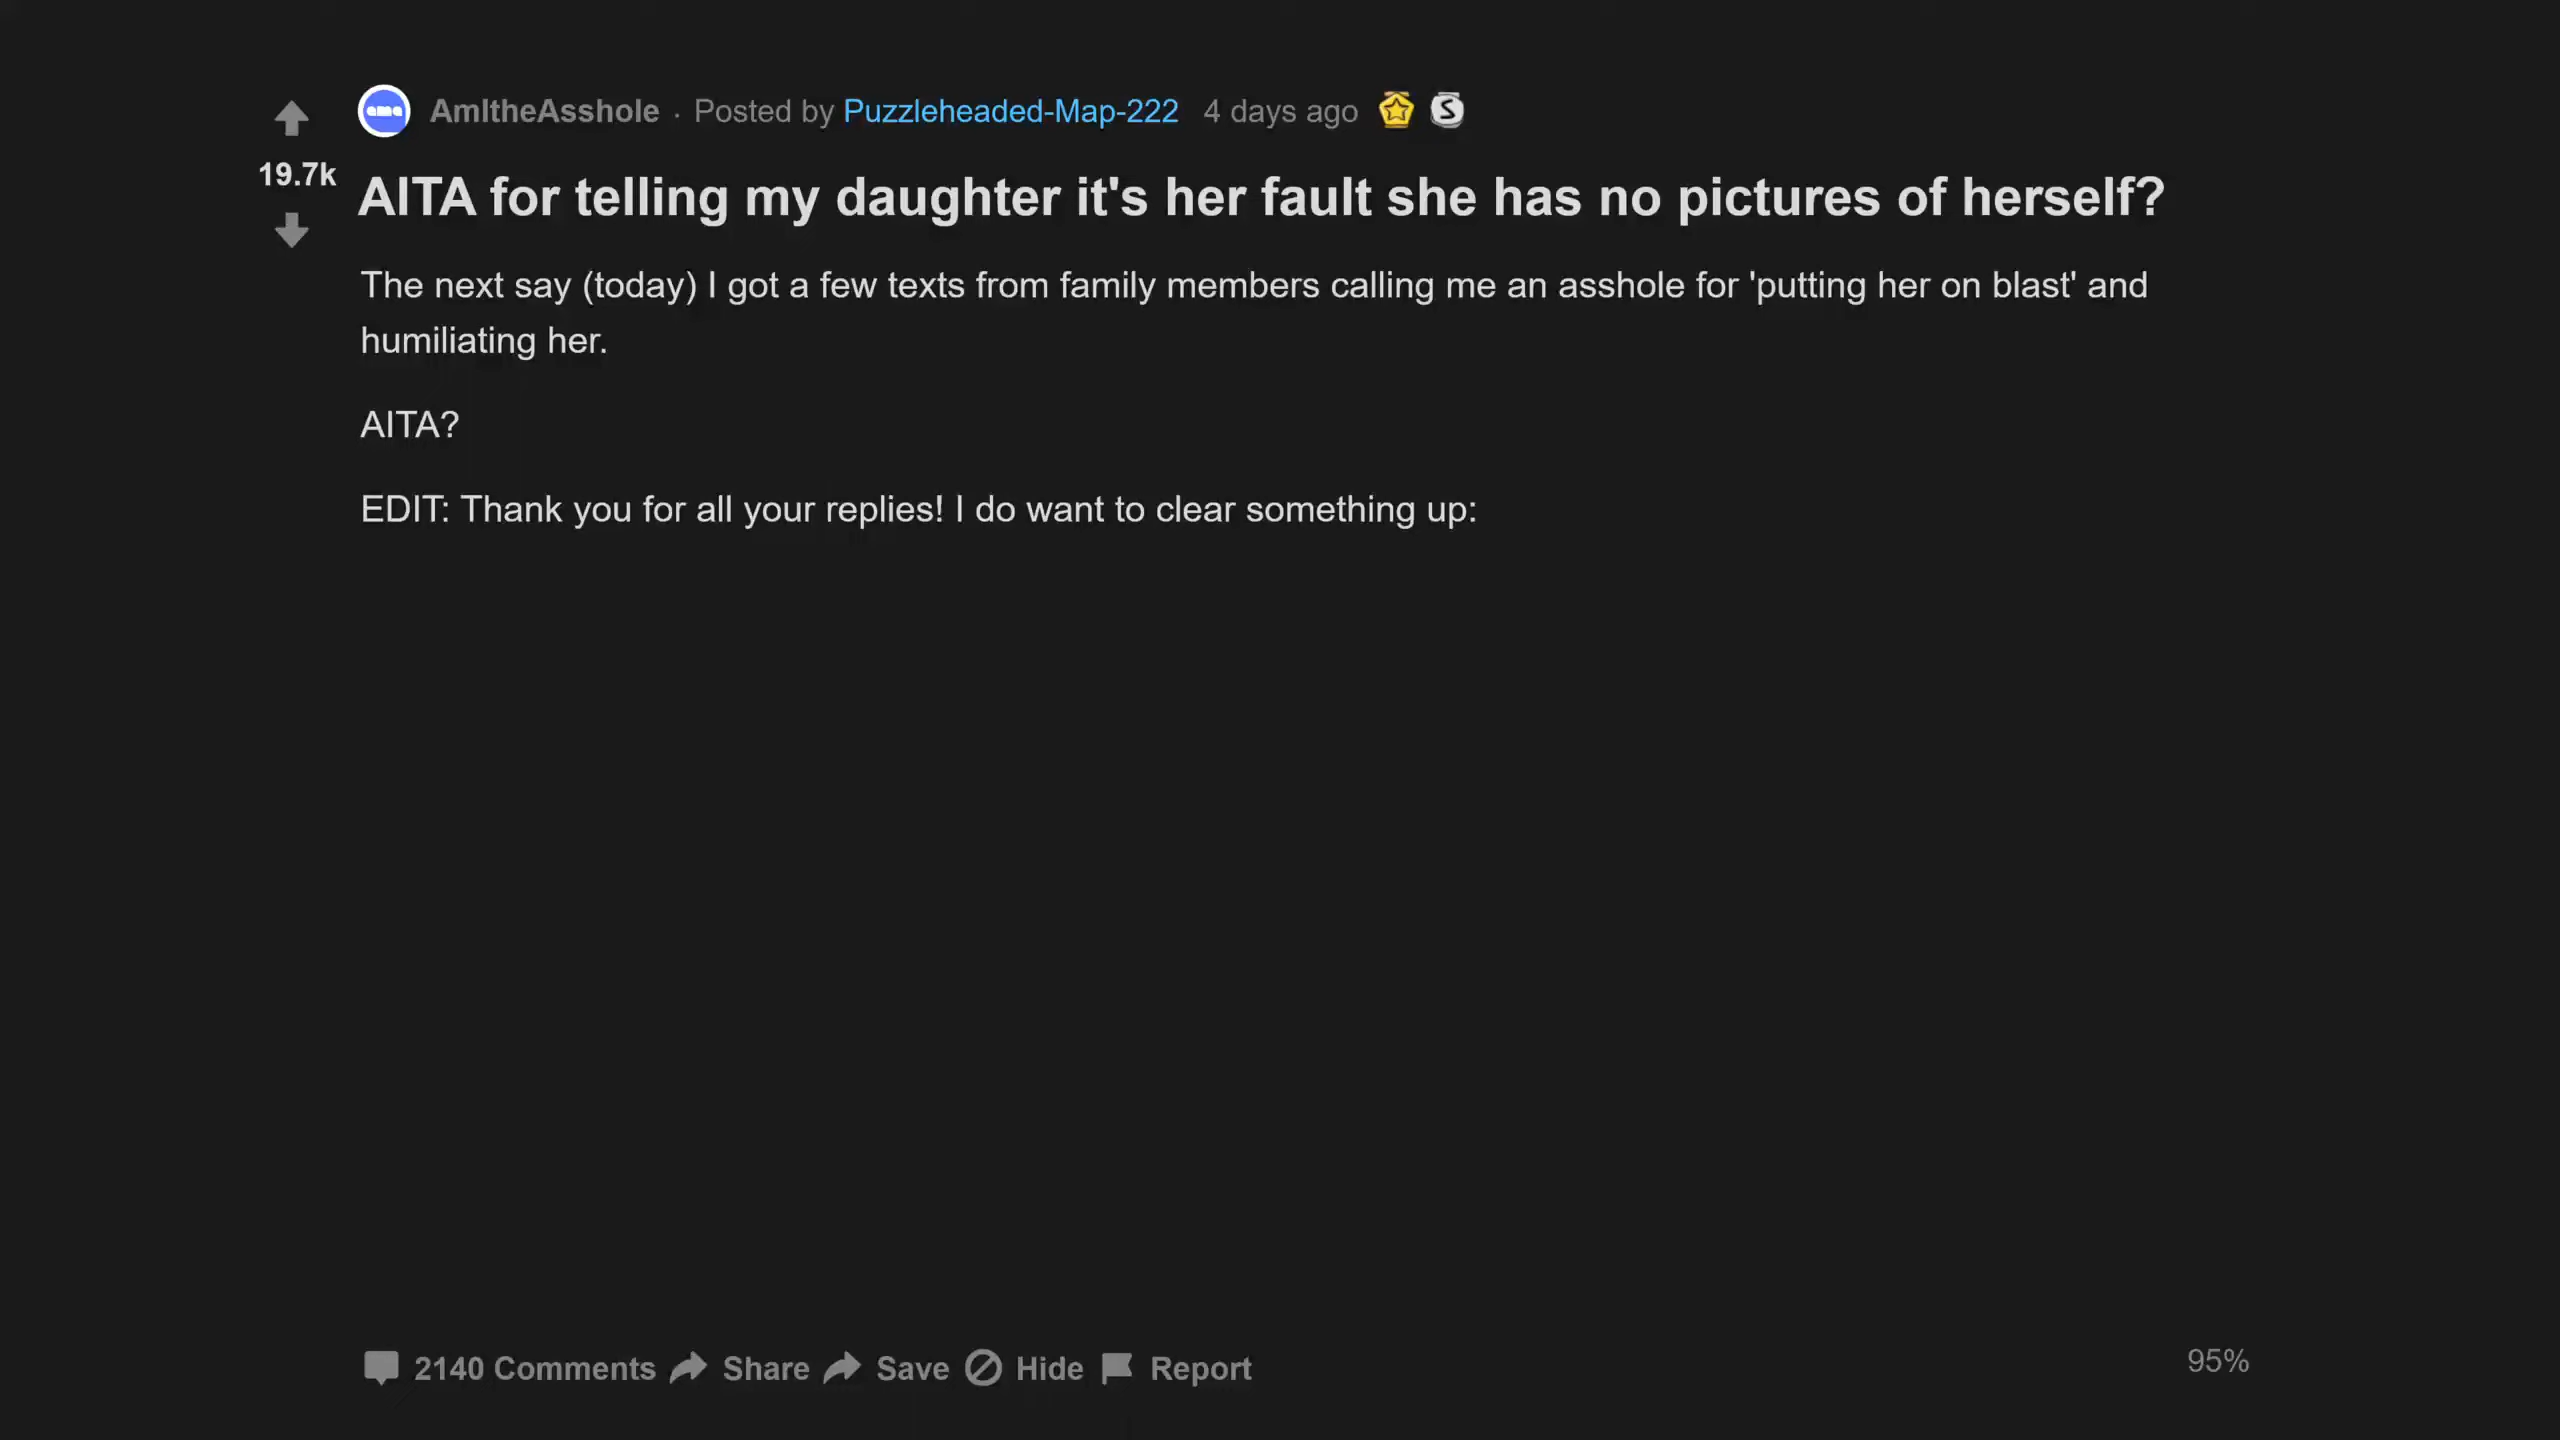 AmItheAsshole · Posted by Puzzleheaded-Map-222 4 days ago
19.7k
AITA for telling my daughter it's her fault she has no pictures of herself?
The next say (today) I got a few texts from family members calling me an asshole for 'putting her on blast' and
humiliating her.
AITA?
EDIT: Thank you for all your replies! I do want to clear something up:
2140 Comments Share Save Hide Report
95%